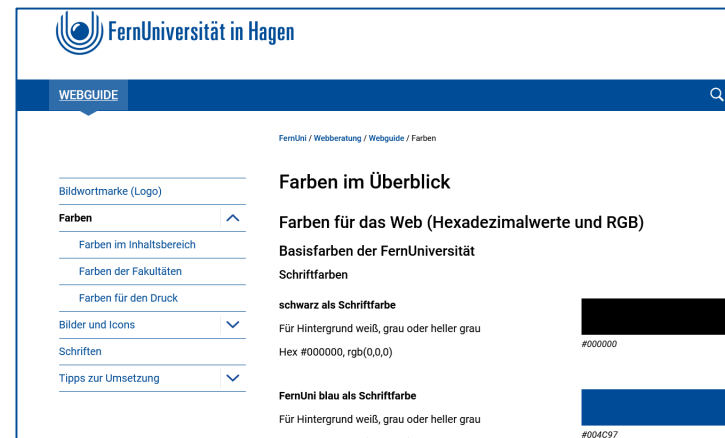 FernUniversität in Hagen
WEBGUIDE
FernUni / Webberatung / Webguide / Farben
Bildwortmarke (Logo)
Farben
Farben im Inhaltsbereich
Farben der Fakultäten
Farben für den Druck
Bilder und Icons
Schriften
Tipps zur Umsetzung
Farben im Überblick
Farben für das Web (Hexadezimalwerte und RGB)
Basisfarben der FernUniversität
Schriftfarben
schwarz als Schriftfarbe
Für Hintergrund weiß, grau oder heller grau
Hex #000000, rgb(0,0,0)
#000000
FernUni blau als Schriftfarbe
Für Hintergrund weiß, grau oder heller grau
#004C97